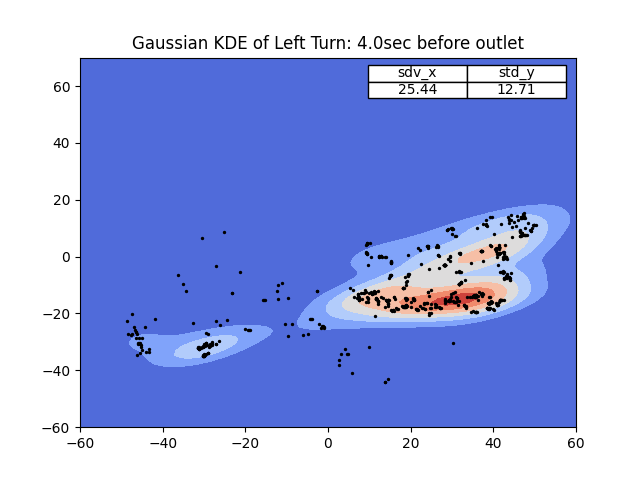 Gaussian KDE of Left Turn: 4.0sec before outlet
sdv_x std_y
25.44 12.71
60
40
20
0
−20
−40
−60
−60 −40 −20 0 20 40 60